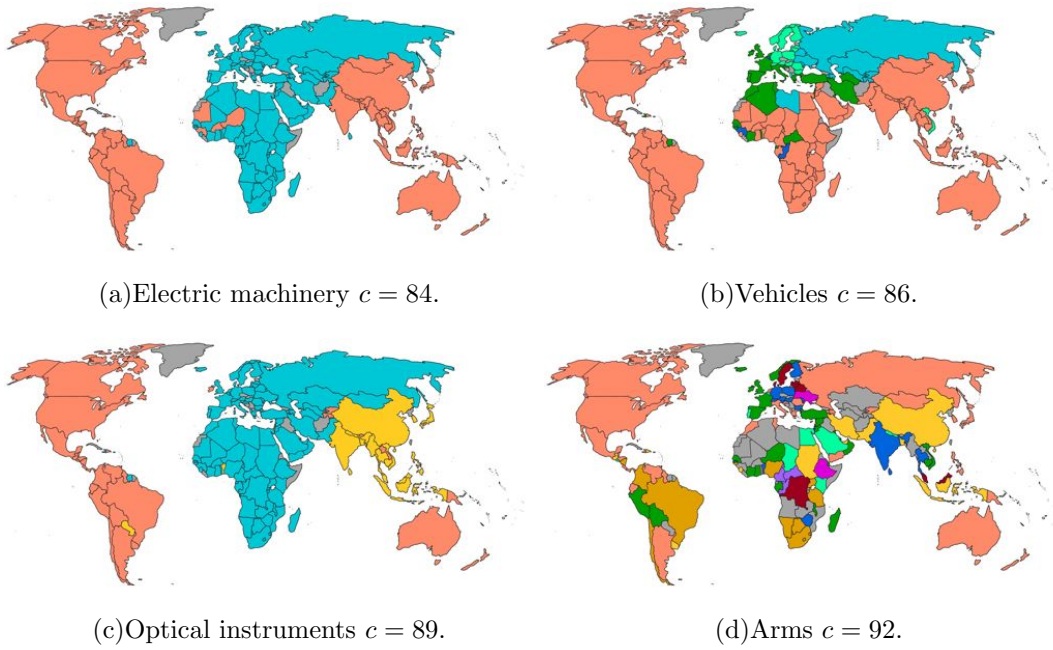 (a)Electric machinery c = 84.
(b)Vehicles c = 86.
(c)Optical instruments c = 89.
(d)Arms c = 92.